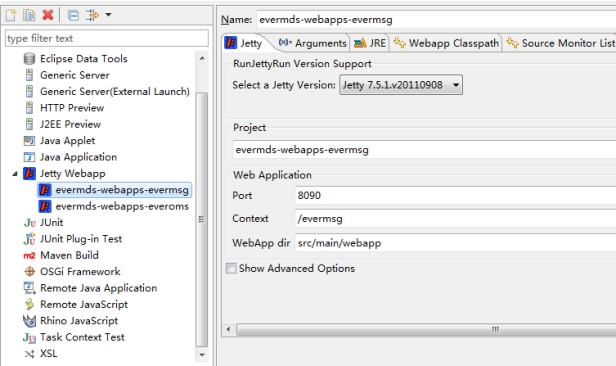 Name: evermds-webapps-evermsg
type filter text
Eclipse Data Tools
Generic Server
Generic Server(External Launch)
HTTP Preview
J2EE Preview
Java Applet
Java Application
Jetty Webapp
evermds-webapps-evermsg
evermds-webapps-everoms
Ju JUnit
JUnit Plug-in Test
m2 Maven Build
OSGi Framework
Remote Java Application
Remote JavaScript
Rhino JavaScript
Ju Task Context Test
XSL
Jetty (x)= Arguments JRE Webapp Classpath Source Monitor List
RunJettyRun Version Support
Select a Jetty Version: Jetty 7.5.1.v20110908
Project
evermds-webapps-evermsg
Web Application
Port 8090
Context /evermsg
WebApp dir src/main/webapp
Show Advanced Options